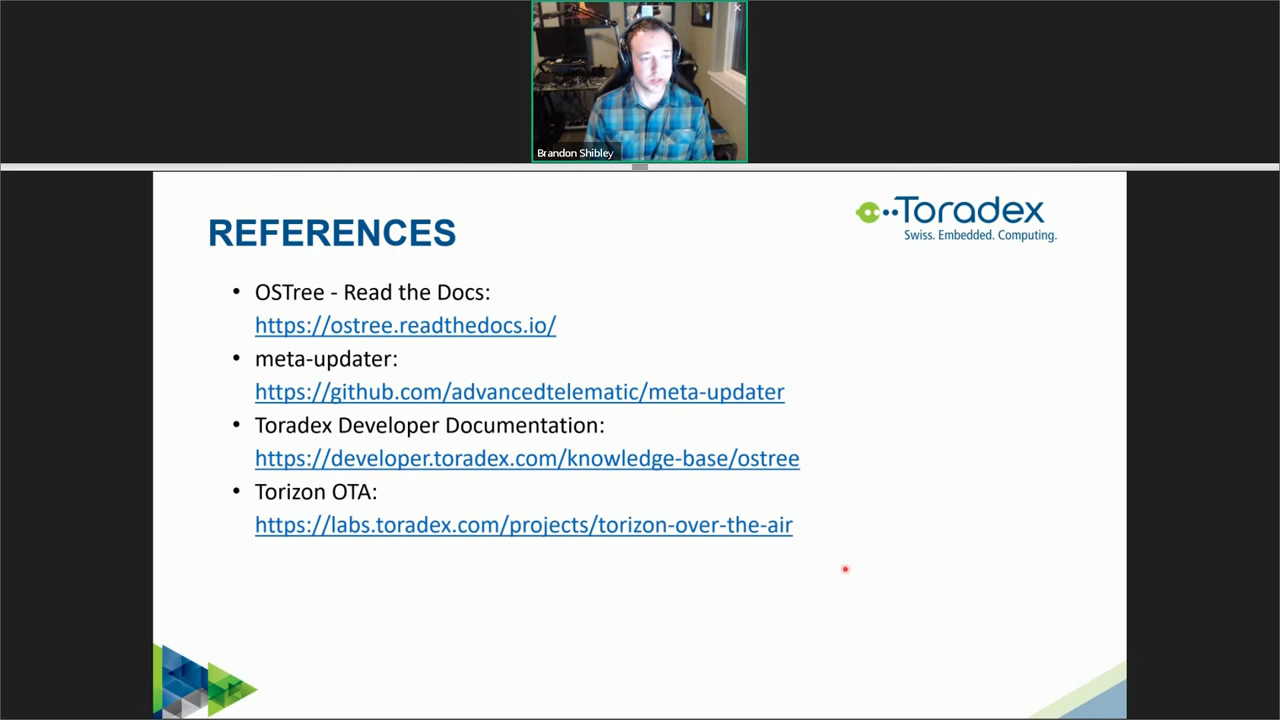 Brandon Shibley
REFERENCES
Toradex
Swiss. Embedded. Computing.
• OSTree - Read the Docs:
https://ostree.readthedocs.io/
• meta-updater:
https://github.com/advancedtelematic/meta-updater
• Toradex Developer Documentation:
https://developer.toradex.com/knowledge-base/ostree
• Torizon OTA:
https://labs.toradex.com/projects/torizon-over-the-air